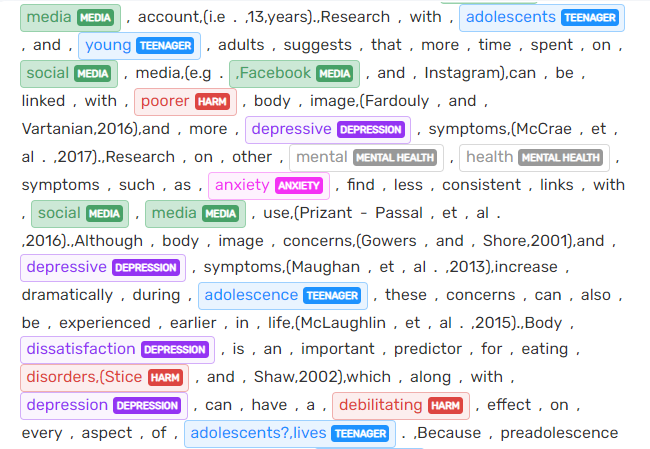 media MEDIA , account,(i.e . ,13,years).,Research , with , adolescents TEENAGER
, and , young TEENAGER , adults , suggests , that , more , time , spent , on ,
social MEDIA , media,(e.g . ,Facebook MEDIA , and , Instagram),can , be ,
linked , with , poorer HARM , body , image,(Fardouly , and ,
Vartanian,2016),and , more , depressive DEPRESSION , symptoms,(McCrae , et ,
al . ,2017).,Research , on , other , mental MENTAL HEALTH , health MENTAL HEALTH ,
symptoms , such , as , anxiety ANXIETY , find , less , consistent , links , with
, social MEDIA , media MEDIA , use,(Prizant - Passal , et , al .
,2016).,Although , body , image , concerns,(Gowers , and , Shore,2001),and ,
depressive DEPRESSION , symptoms,(Maughan , et , al . ,2013),increase ,
dramatically , during , adolescence TEENAGER , these , concerns , can , also ,
be , experienced , earlier , in , life,(McLaughlin , et , al . ,2015).,Body ,
dissatisfaction DEPRESSION , is , an , important , predictor , for , eating ,
disorders,(Stice HARM , and , Shaw,2002),which , along , with ,
depression DEPRESSION , can , have , a , debilitating HARM , effect , on ,
every , aspect , of , adolescents?,lives TEENAGER . ,Because , preadolescence